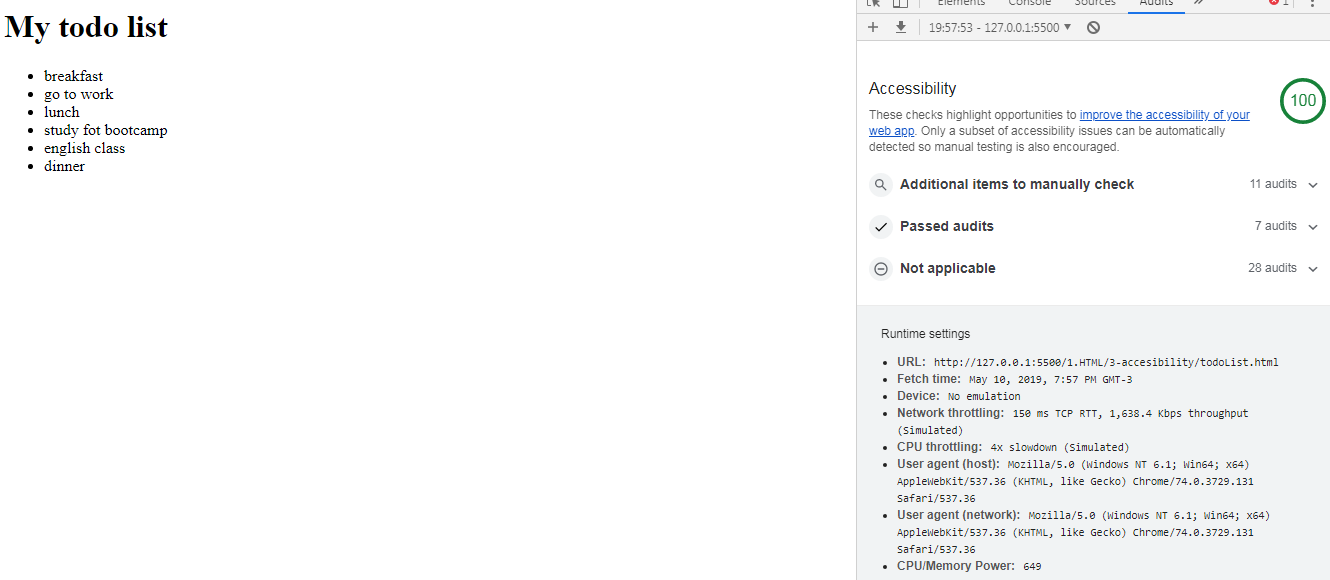 My todo list
breakfast
go to work
lunch
study fot bootcamp
english class
dinner
Elements Console Sources Audits » 1
19:57:53 - 127.0.0.1:5500 ▼
Accessibility
100
These checks highlight opportunities to improve the accessibility of your
web app. Only a subset of accessibility issues can be automatically
detected so manual testing is also encouraged.
Additional items to manually check 11 audits
Passed audits 7 audits
Not applicable 28 audits
Runtime settings
URL: http://127.0.0.1:5500/1.HTML/3-accesibility/todoList.html
Fetch time: May 10, 2019, 7:57 PM GMT-3
Device: No emulation
Network throttling: 150 ms TCP RTT, 1,638.4 Kbps throughput
(Simulated)
CPU throttling: 4x slowdown (Simulated)
User agent (host): Mozilla/5.0 (Windows NT 6.1; Win64; x64)
AppleWebKit/537.36 (KHTML, like Gecko) Chrome/74.0.3729.131
Safari/537.36
User agent (network): Mozilla/5.0 (Windows NT 6.1; Win64; x64)
AppleWebKit/537.36 (KHTML, like Gecko) Chrome/74.0.3729.131
Safari/537.36
CPU/Memory Power: 649